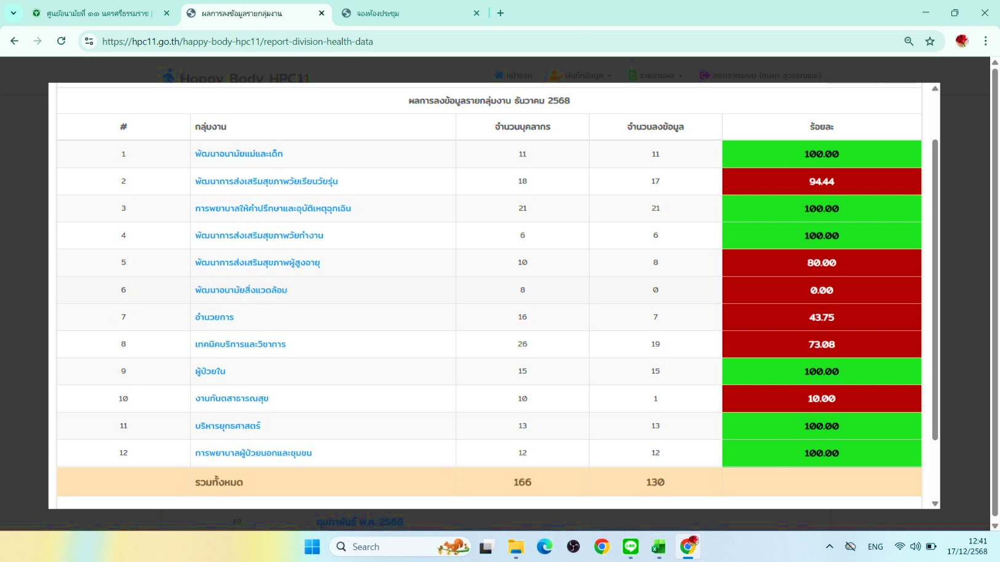 ศูนย์อนามัยที่ ๑๑ นครศรีธรรมราช |
ผลการลงข้อมูลรายกลุ่มงาน
จองห้องประชุม
https://hpc11.go.th/happy-body-hpc11/report-division-health-data
Happy Body HPC11 หน้าแรก บันทึกข้อมูล รายงานผล
ผลการลงข้อมูลรายกลุ่มงาน ธันวาคม 2568
# กลุ่มงาน จำนวนบุคลากร จำนวนลงข้อมูล ร้อยละ
1 พัฒนาอนามัยแม่และเด็ก 11 11 100.00
2 พัฒนาการส่งเสริมสุขภาพวัยเรียนวัยรุ่น 18 17 94.44
3 การพยาบาลให้คำปรึกษาและอุบัติเหตุฉุกเฉิน 21 21 100.00
4 พัฒนาการส่งเสริมสุขภาพวัยทำงาน 6 6 100.00
5 พัฒนาการส่งเสริมสุขภาพผู้สูงอายุ 10 8 80.00
6 พัฒนาอนามัยสิ่งแวดล้อม 8 0 0.00
7 อำนวยการ 16 7 43.75
8 เทคนิคบริการและวิชาการ 26 19 73.08
9 ผู้ป่วยใน 15 15 100.00
10 งานทันตสาธารณสุข 10 1 10.00
11 บริหารยุทธศาสตร์ 13 13 100.00
12 การพยาบาลผู้ป่วยนอกและชุมชน 12 12 100.00
รวมทั้งหมด 166 130
10 กุมภาพันธ์ พ.ศ. 2568
Search
ENG
12:41
17/12/2568